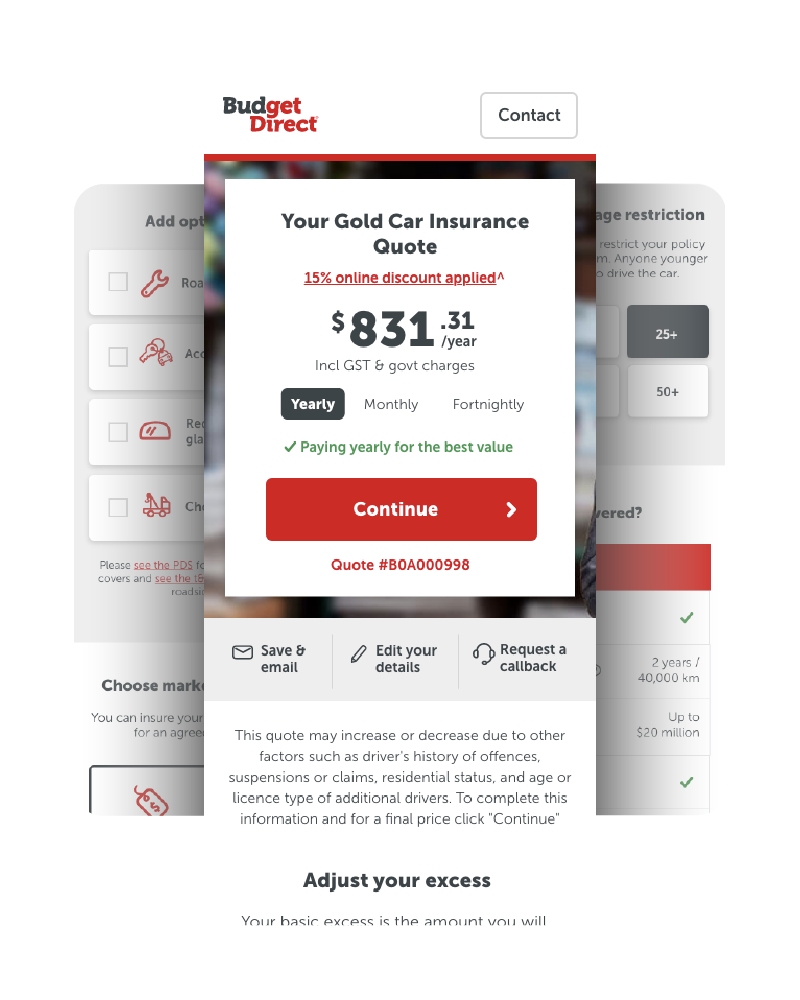 Budget
Direct
Contact
Your Gold Car Insurance
Quote
15% online discount applied^
$831.31
/year
Incl GST & govt charges
Yearly
Monthly
Fortnightly
Paying yearly for the best value
Continue
Quote #B0A000998
Save &
email
Edit your
details
Request a
callback
This quote may increase or decrease due to other
factors such as driver's history of offences,
suspensions or claims, residential status, and age or
licence type of additional drivers. To complete this
information and for a final price click "Continue"
Adjust your excess
Your basic excess is the amount you will
Add opt
Roa
Acc
gla
Please see the PDS fo
covers and see the
roadsi
Choose marke
You can insure your
for an agree
age restriction
restrict your policy
m. Anyone younger
o drive the car.
25+
50+
vered?
2 years /
40,000 km
Up to
$20 million